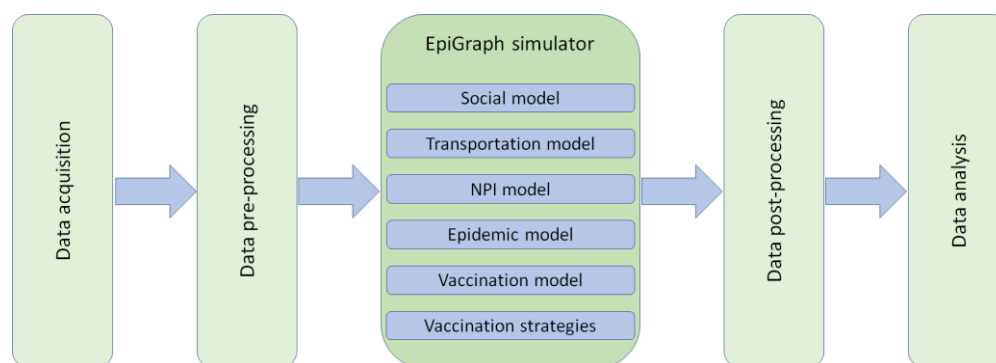 Data acquisition
Data pre-processing
EpiGraph simulator
Social model
Transportation model
NPI model
Epidemic model
Vaccination model
Vaccination strategies
Data post-processing
Data analysis